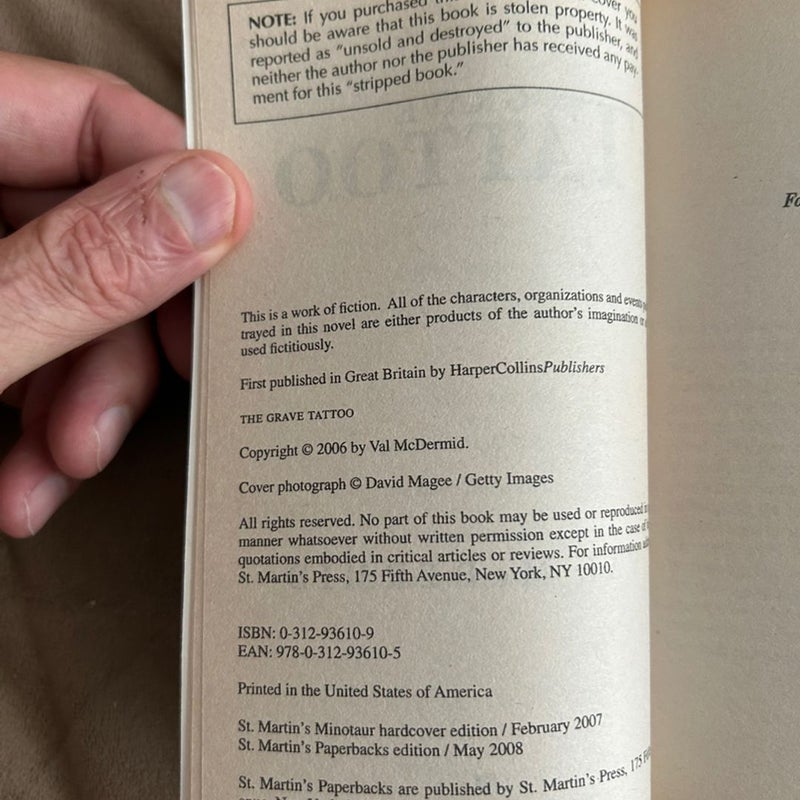 NOTE: If you purchased this
should be aware that this book is stolen property. It was
reported as "unsold and destroyed" to the publisher, and
neither the author nor the publisher has received any pay-
ment for this "stripped book."
TATTOO
This is a work of fiction. All of the characters, organizations and events
trayed in this novel are either products of the author's imagination or
used fictitiously.
First published in Great Britain by HarperCollinsPublishers
THE GRAVE TATTOO
Copyright © 2006 by Val McDermid.
Cover photograph © David Magee / Getty Images
All rights reserved. No part of this book may be used or reproduced in
manner whatsoever without written permission except in the case of
quotations embodied in critical articles or reviews. For information
St. Martin's Press, 175 Fifth Avenue, New York, NY 10010.
ISBN: 0-312-93610-9
EAN: 978-0-312-93610-5
Printed in the United States of America
St. Martin's Minotaur hardcover edition / February 2007
St. Martin's Paperbacks edition / May 2008
St. Martin's Paperbacks are published by St. Martin's Press, 175